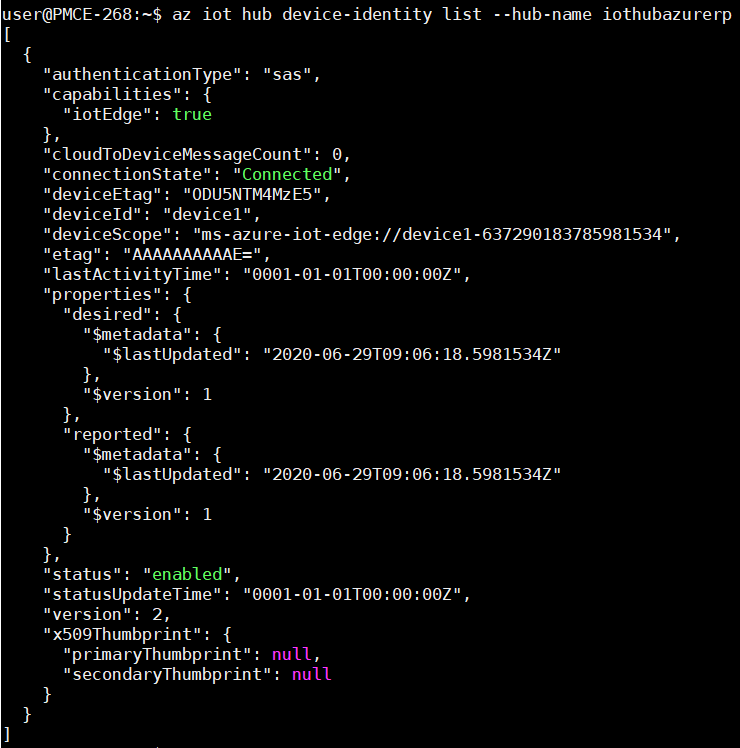 user@PMCE-268:~$ az iot hub device-identity list --hub-name iothubazurerp
[
  {
    "authenticationType": "sas",
    "capabilities": {
      "iotEdge": true
    },
    "cloudToDeviceMessageCount": 0,
    "connectionState": "Connected",
    "deviceEtag": "ODU5NTM4MzE5",
    "deviceId": "device1",
    "deviceScope": "ms-azure-iot-edge://device1-637290183785981534",
    "etag": "AAAAAAAAAAE=",
    "lastActivityTime": "0001-01-01T00:00:00Z",
    "properties": {
      "desired": {
        "$metadata": {
          "$lastUpdated": "2020-06-29T09:06:18.5981534Z"
        },
        "$version": 1
      },
      "reported": {
        "$metadata": {
          "$lastUpdated": "2020-06-29T09:06:18.5981534Z"
        },
        "$version": 1
      }
    },
    "status": "enabled",
    "statusUpdateTime": "0001-01-01T00:00:00Z",
    "version": 2,
    "x509Thumbprint": {
      "primaryThumbprint": null,
      "secondaryThumbprint": null
    }
  }
]